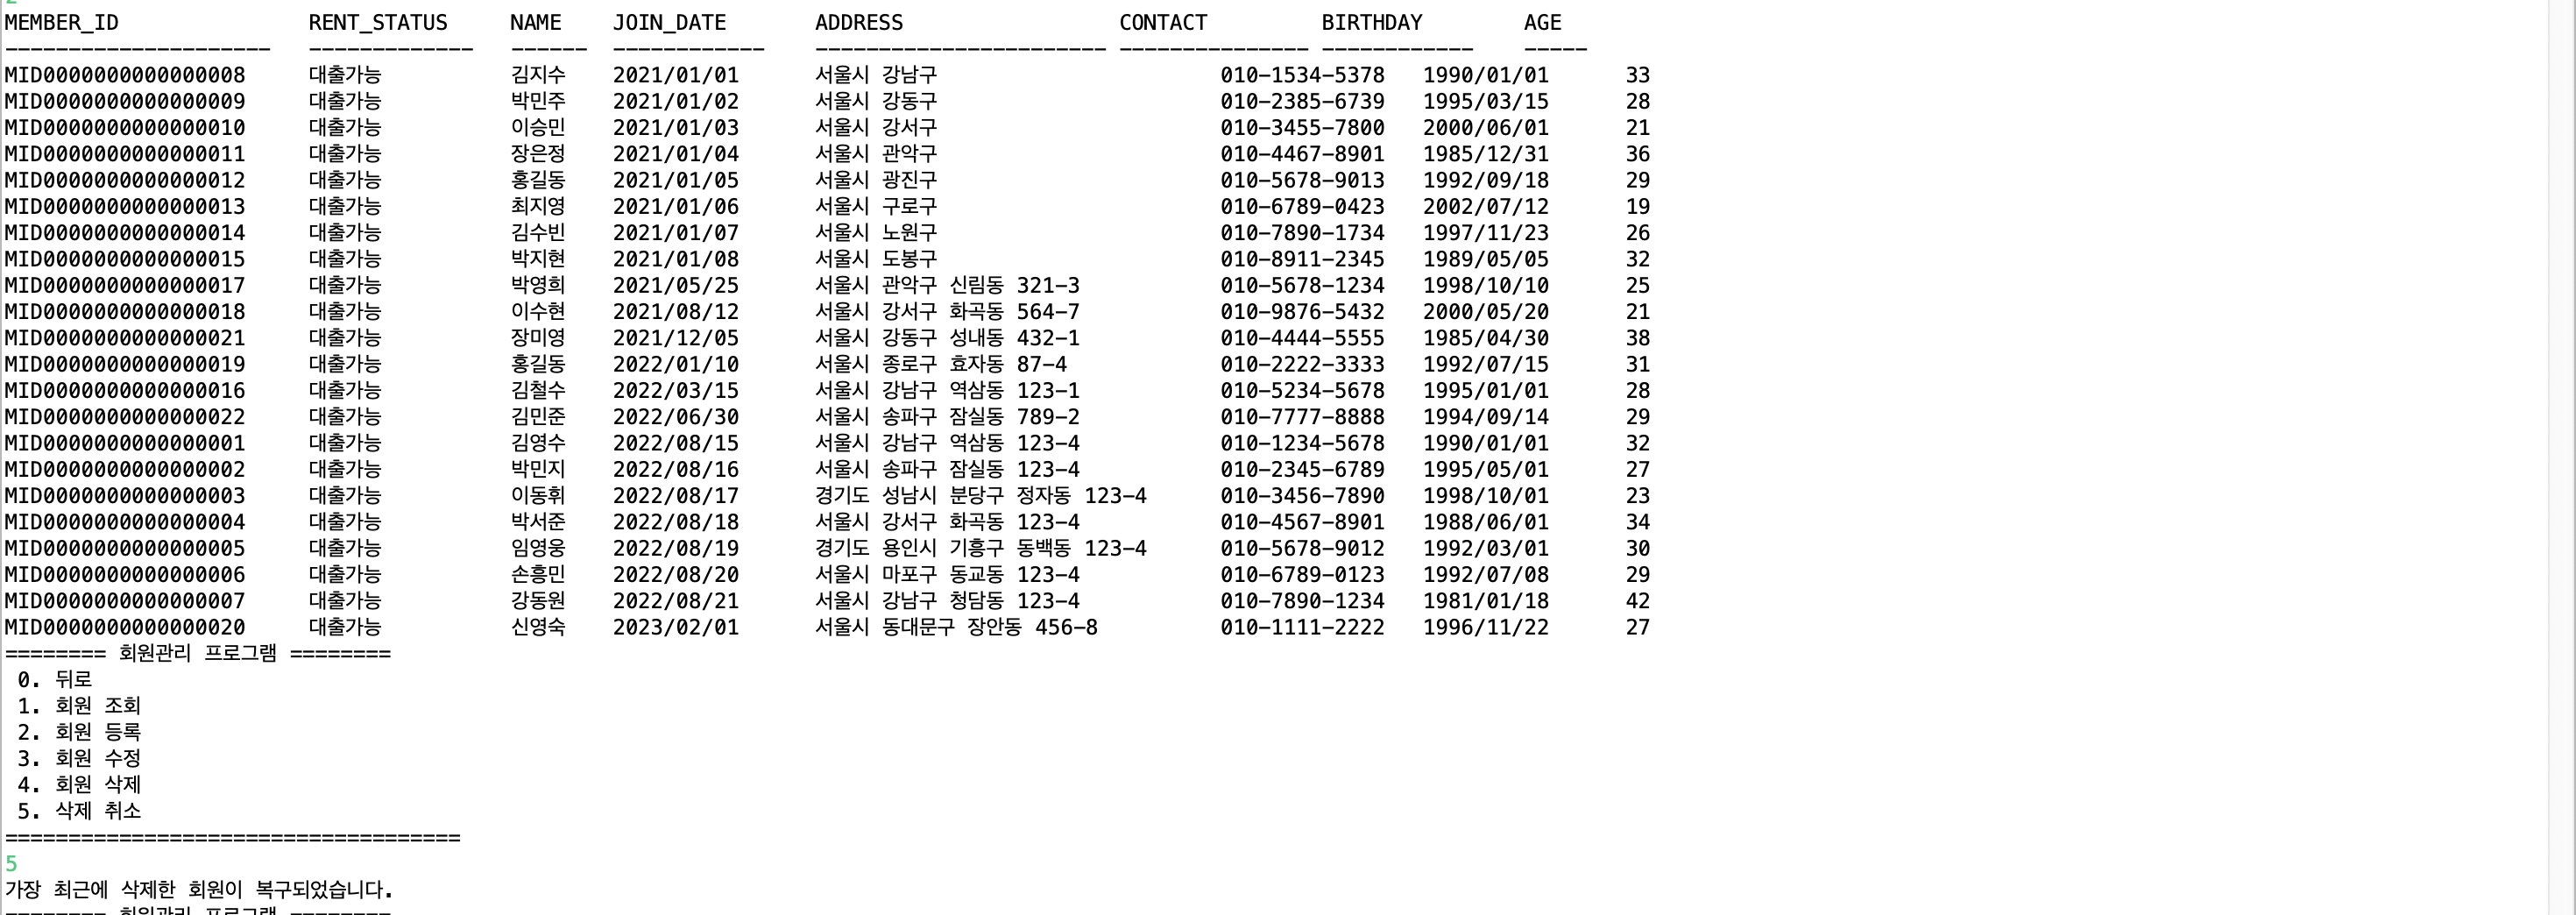 MEMBER_ID RENT_STATUS NAME JOIN_DATE ADDRESS CONTACT BIRTHDAY AGE
--------------------- ------------- ------ ------------ ----------------------- --------------- ------------ -----
MID0000000000000008 대출가능 김지수 2021/01/01 서울시 강남구 010-1534-5378 1990/01/01 33
MID0000000000000009 대출가능 박민주 2021/01/02 서울시 강동구 010-2385-6739 1995/03/15 28
MID0000000000000010 대출가능 이승민 2021/01/03 서울시 강서구 010-3455-7800 2000/06/01 21
MID0000000000000011 대출가능 장은정 2021/01/04 서울시 관악구 010-4467-8901 1985/12/31 36
MID0000000000000012 대출가능 홍길동 2021/01/05 서울시 광진구 010-5678-9013 1992/09/18 29
MID0000000000000013 대출가능 최지영 2021/01/06 서울시 구로구 010-6789-0423 2002/07/12 19
MID0000000000000014 대출가능 김수빈 2021/01/07 서울시 노원구 010-7890-1734 1997/11/23 26
MID0000000000000015 대출가능 박지현 2021/01/08 서울시 도봉구 010-8911-2345 1989/05/05 32
MID0000000000000017 대출가능 박영희 2021/05/25 서울시 관악구 신림동 321-3 010-5678-1234 1998/10/10 25
MID0000000000000018 대출가능 이수현 2021/08/12 서울시 강서구 화곡동 564-7 010-9876-5432 2000/05/20 21
MID0000000000000021 대출가능 장미영 2021/12/05 서울시 강동구 성내동 432-1 010-4444-5555 1985/04/30 38
MID0000000000000019 대출가능 홍길동 2022/01/10 서울시 종로구 효자동 87-4 010-2222-3333 1992/07/15 31
MID0000000000000016 대출가능 김철수 2022/03/15 서울시 강남구 역삼동 123-1 010-5234-5678 1995/01/01 28
MID0000000000000022 대출가능 김민준 2022/06/30 서울시 송파구 잠실동 789-2 010-7777-8888 1994/09/14 29
MID0000000000000001 대출가능 김영수 2022/08/15 서울시 강남구 역삼동 123-4 010-1234-5678 1990/01/01 32
MID0000000000000002 대출가능 박민지 2022/08/16 서울시 송파구 잠실동 123-4 010-2345-6789 1995/05/01 27
MID0000000000000003 대출가능 이동휘 2022/08/17 경기도 성남시 분당구 정자동 123-4 010-3456-7890 1998/10/01 23
MID0000000000000004 대출가능 박서준 2022/08/18 서울시 강서구 화곡동 123-4 010-4567-8901 1988/06/01 34
MID0000000000000005 대출가능 임영웅 2022/08/19 경기도 용인시 기흥구 동백동 123-4 010-5678-9012 1992/03/01 30
MID0000000000000006 대출가능 손흥민 2022/08/20 서울시 마포구 동교동 123-4 010-6789-0123 1992/07/08 29
MID0000000000000007 대출가능 강동원 2022/08/21 서울시 강남구 청담동 123-4 010-7890-1234 1981/01/18 42
MID0000000000000020 대출가능 신영숙 2023/02/01 서울시 동대문구 장안동 456-8 010-1111-2222 1996/11/22 27
======== 회원관리 프로그램 ========
0. 뒤로
1. 회원 조회
2. 회원 등록
3. 회원 수정
4. 회원 삭제
5. 삭제 취소
====================================
5
가장 최근에 삭제한 회원이 복구되었습니다.
======== 회원관리 프로그램 ========